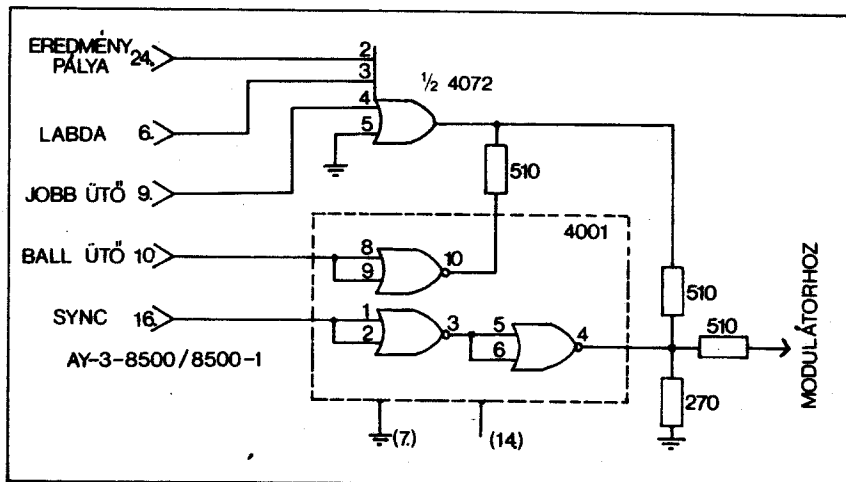 EREDMÉNY
PÁLYA 24.
LABDA 6.
JOBB ÜTŐ 9.
BALL ÜTŐ 10
SYNC 16.
AY-3-8500/8500-1
2
3
4
5
½ 4072
510
4001
8
9
10
1
2
3
5
6
4
510
510
270
(7.)
(14.)
MODULÁTORHOZ